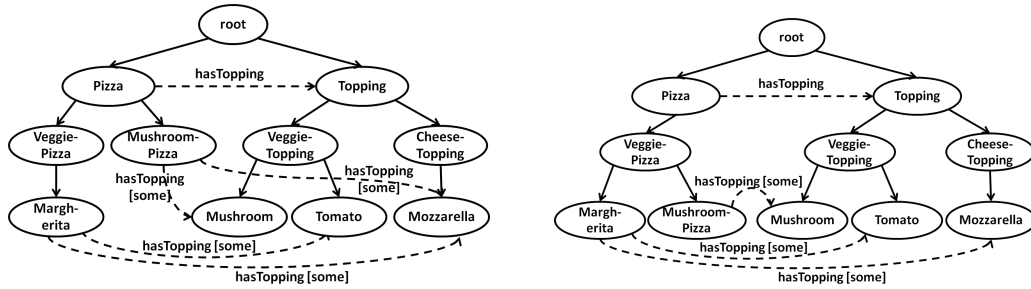 root
hasTopping
Pizza
Topping
Veggie-
Pizza
Mushroom-
Pizza
Veggie-
Topping
Cheese-
Topping
hasTopping
[some]
hasTopping
[some]
Margh-
erita
Mushroom
Tomato
Mozzarella
hasTopping [some]
hasTopping [some]
root
hasTopping
Pizza
Topping
Veggie-
Pizza
Veggie-
Topping
Cheese-
Topping
hasTopping [some]
Margh-
erita
Mushroom-
Pizza
Mushroom
Tomato
Mozzarella
hasTopping [some]
hasTopping [some]